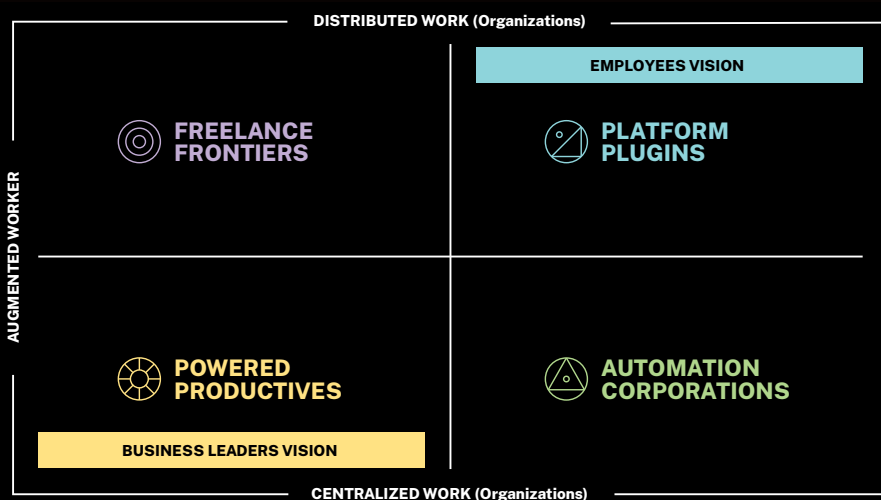 DISTRIBUTED WORK (Organizations)
EMPLOYEES VISION
FREELANCE
FRONTIERS
PLATFORM
PLUGINS
AUGMENTED WORKER
POWERED
PRODUCTIVES
AUTOMATION
CORPORATIONS
BUSINESS LEADERS VISION
CENTRALIZED WORK (Organizations)